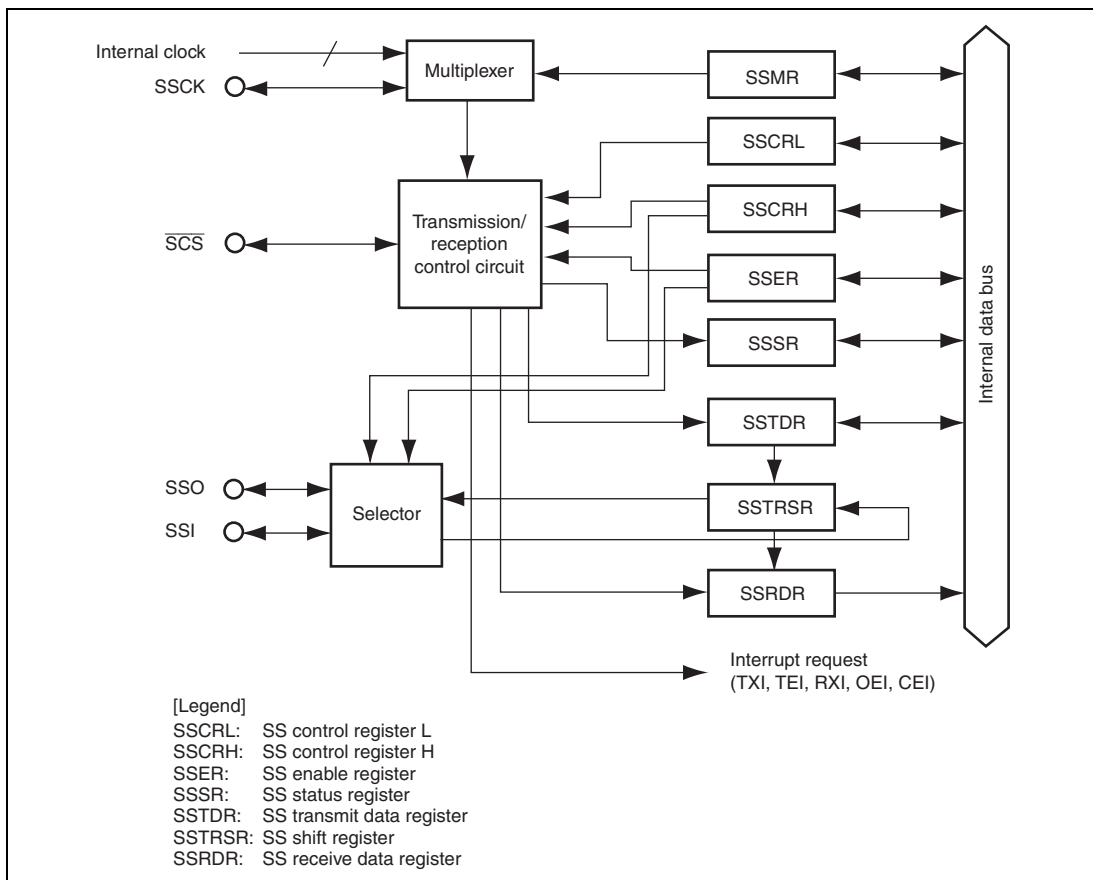 Internal clock
SSCK
Multiplexer
SSMR
SSCRL
SCS
Transmission/
reception
control circuit
SSCRH
SSER
SSSR
Internal data bus
SSTDR
SSO
SSI
Selector
SSTRSR
SSRDR
Interrupt request
(TXI, TEI, RXI, OEI, CEI)
[Legend]
SSCRL: SS control register L
SSCRH: SS control register H
SSER: SS enable register
SSSR: SS status register
SSTDR: SS transmit data register
SSTRSR: SS shift register
SSRDR: SS receive data register